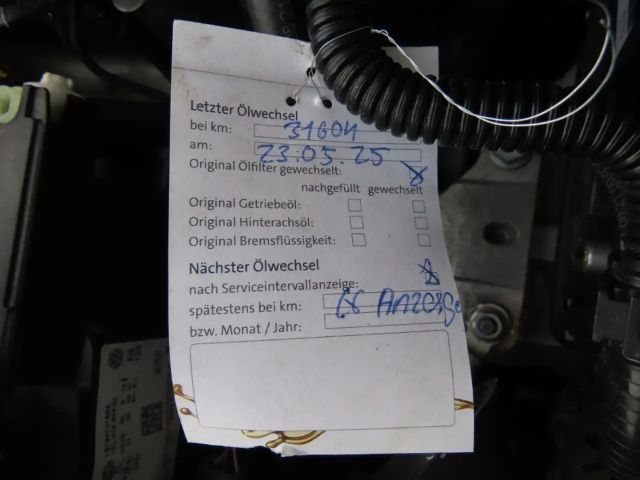 Letzter Ölwechsel
bei km: 31604
am: 23.05.25
Original Ölfilter gewechselt:
nachgefüllt gewechselt
Original Getriebeöl:
Original Hinterachsöl:
Original Bremsflüssigkeit:
Nächster Ölwechsel
nach Serviceintervallanzeige:
spätestens bei km: Anzeige
bzw. Monat / Jahr: